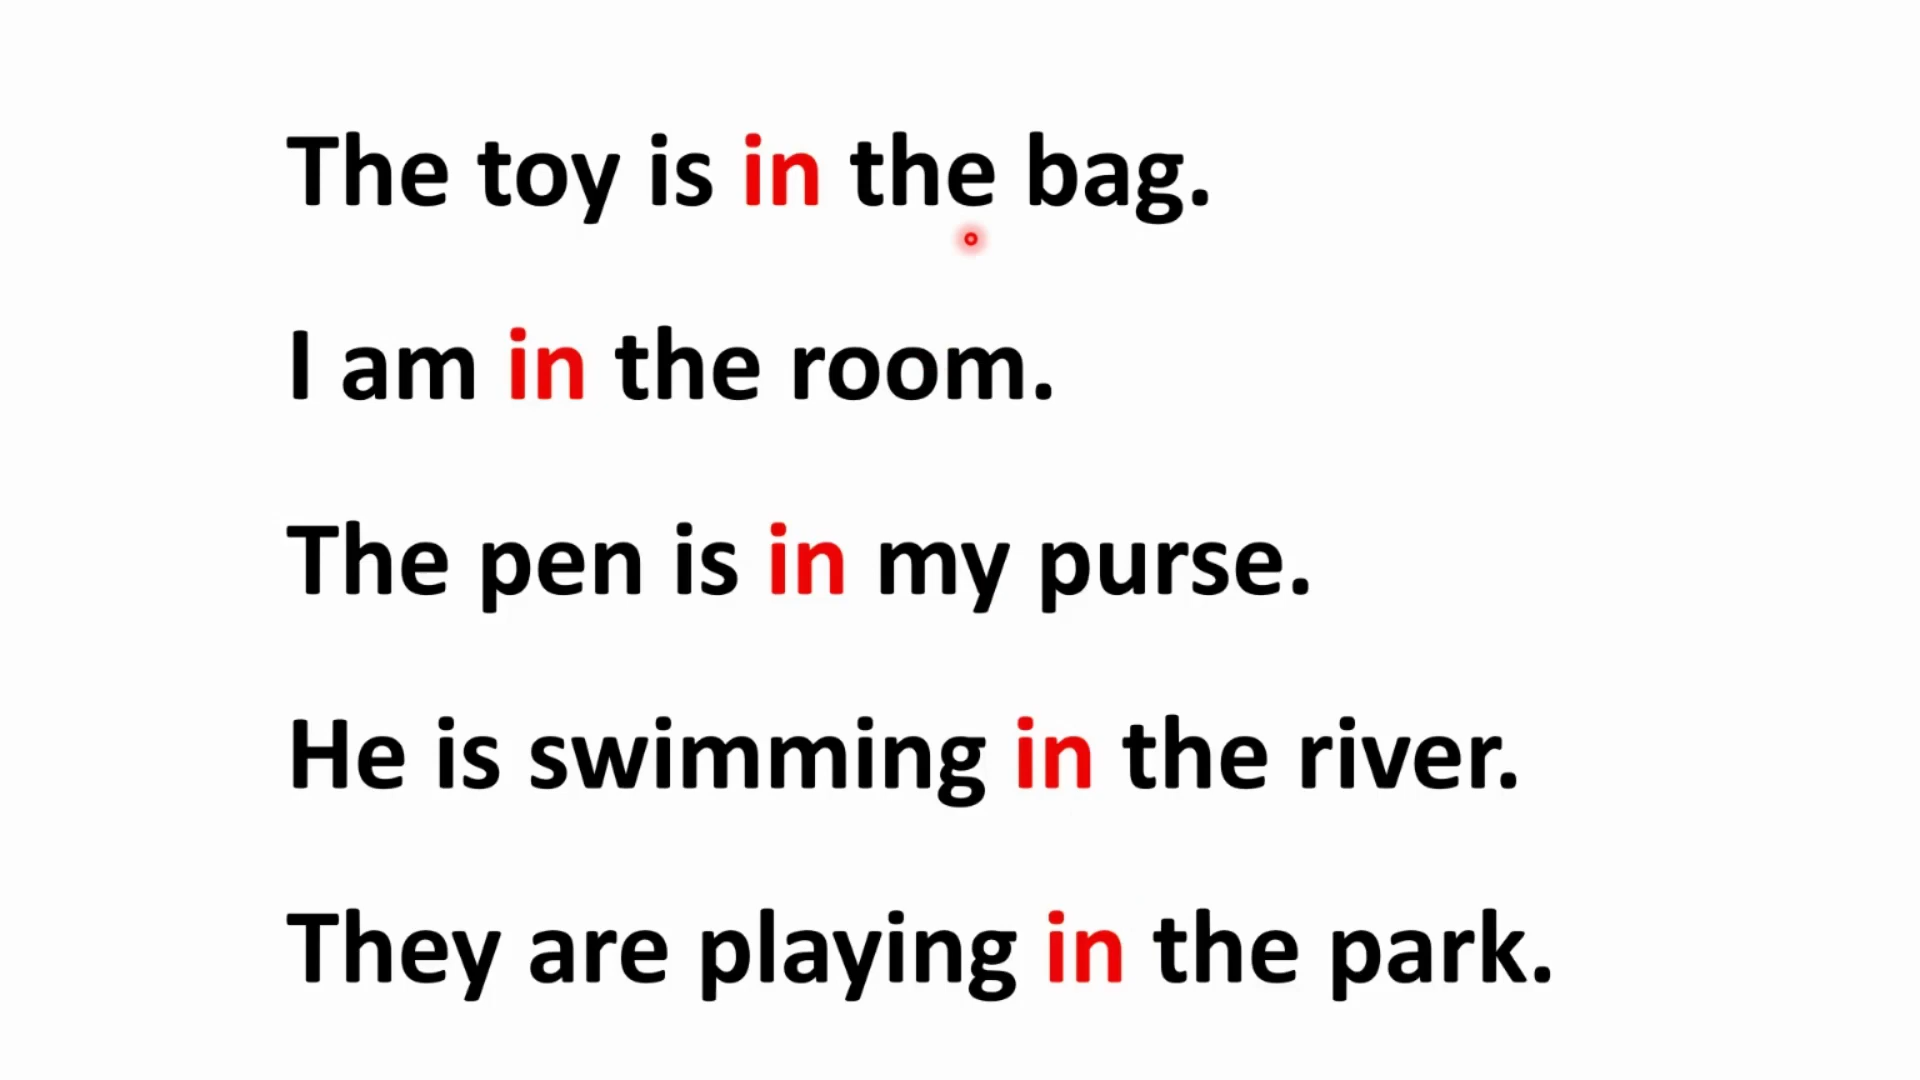 The toy is in the bag.
I am in the room.
The pen is in my purse.
He is swimming in the river.
They are playing in the park.